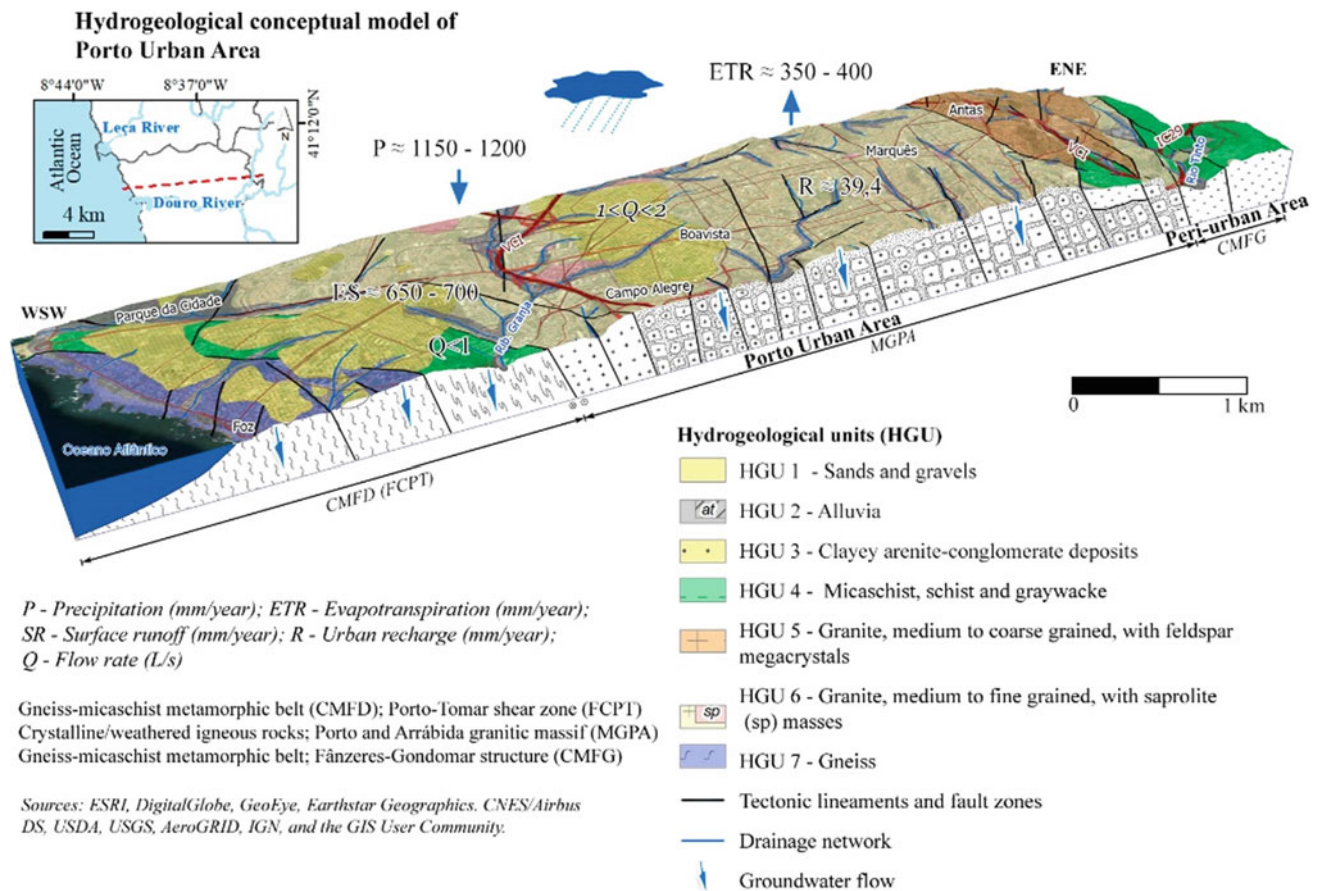 Hydrogeological conceptual model of
Porto Urban Area
8°44'0"W
8°37'0"W
41°12'0"N
N
Leça River
Atlantic
Ocean
Douro River
4 km
P ≈ 1150 - 1200
ETR ≈ 350 - 400
ENE
Antas
VCI
IC29
Rio Tinto
Marquês
R ≈ 39,4
1<Q<2
Boavista
VCI
Campo Alegre
Parque da Cidade
ES ≈ 650 - 700
WSW
Q<1
Rib. Granja
Foz
Oceano Atlântico
Peri-urban Area
CMFG
Porto Urban Area
MGPA
CMFD (FCPT)
0 1 km
Hydrogeological units (HGU)
HGU 1 - Sands and gravels
at HGU 2 - Alluvia
HGU 3 - Clayey arenite-conglomerate deposits
HGU 4 - Micaschist, schist and graywacke
HGU 5 - Granite, medium to coarse grained, with feldspar
megacrystals
HGU 6 - Granite, medium to fine grained, with saprolite
sp (sp) masses
HGU 7 - Gneiss
Tectonic lineaments and fault zones
Drainage network
Groundwater flow
P - Precipitation (mm/year); ETR - Evapotranspiration (mm/year);
SR - Surface runoff (mm/year); R - Urban recharge (mm/year);
Q - Flow rate (L/s)
Gneiss-micaschist metamorphic belt (CMFD); Porto-Tomar shear zone (FCPT)
Crystalline/weathered igneous rocks; Porto and Arrábida granitic massif (MGPA)
Gneiss-micaschist metamorphic belt; Fânzeres-Gondomar structure (CMFG)
Sources: ESRI, DigitalGlobe, GeoEye, Earthstar Geographics. CNES/Airbus
DS, USDA, USGS, AeroGRID, IGN, and the GIS User Community.